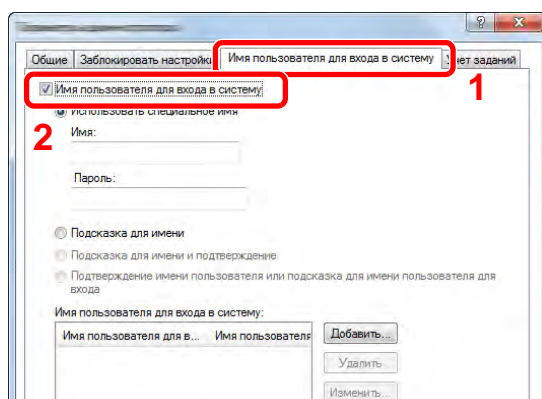 ? X
Общие Заблокировать настройки Имя пользователя для входа в систему Учет заданий
1
Имя пользователя для входа в систему
Использовать специальное имя
2
Имя:
Пароль:
Подсказка для имени
Подсказка для имени и подтверждение
Подтверждение имени пользователя или подсказка для имени пользователя для
входа
Имя пользователя для входа в систему:
Имя пользователя для в... Имя пользователя
Добавить...
Удалить
Изменить...